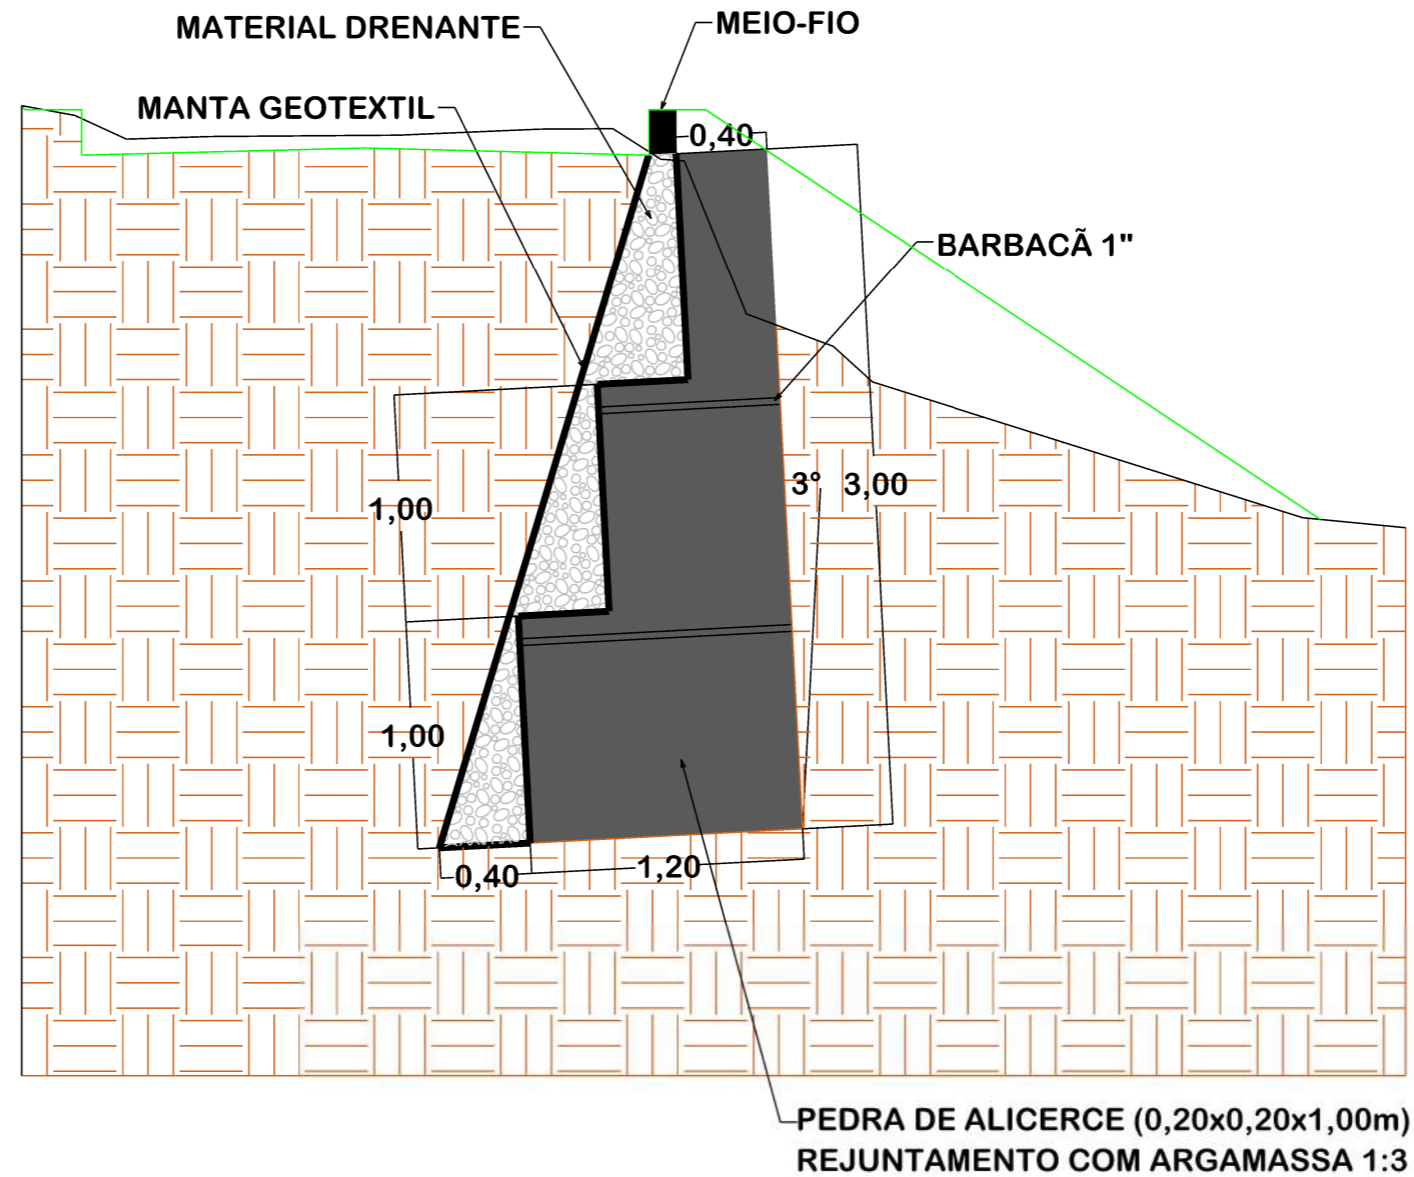 MATERIAL DRENANTE
MEIO-FIO
MANTA GEOTEXTIL
0,40
BARBACÃ 1"
1,00
3°
3,00
1,00
0,40
1,20
PEDRA DE ALICERCE (0,20x0,20x1,00m)
REJUNTAMENTO COM ARGAMASSA 1:3